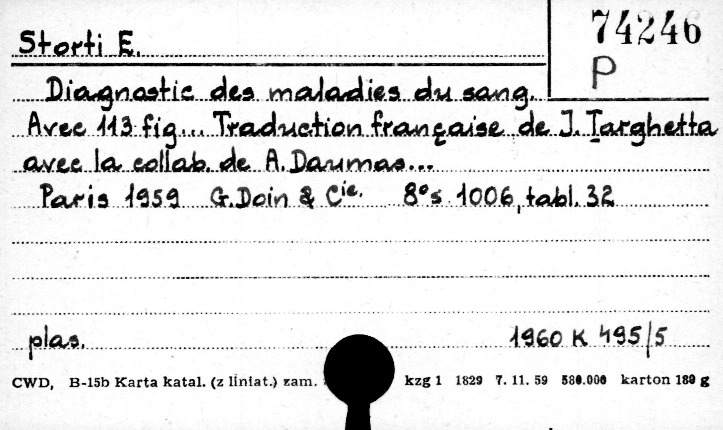 74246
P
Storti E.
Diagnostic des maladies du sang.
Avec 113 fig... Traduction française de J. Targhetta
avec la collab. de A. Daumas...
Paris 1959 G. Doin & Cie. 8° s. 1006, tabl. 32
plas. 1960 K 495/5
CWD, B-15b Karta katal. (z liniat.) zam. kzg 1 1829 7. 11. 59 580.000 karton 180 g